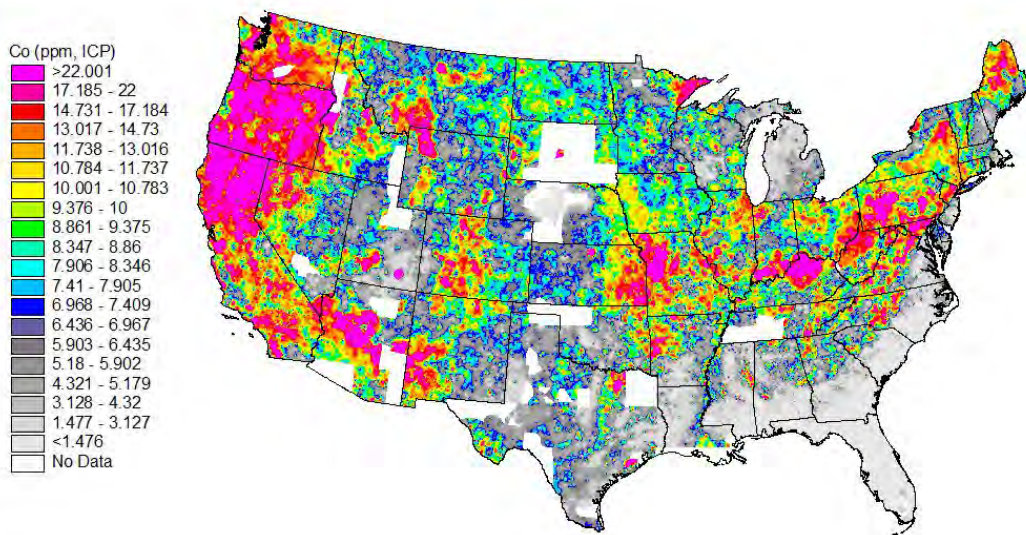 Co (ppm, ICP)
>22.001
17.185 - 22
14.731 - 17.184
13.017 - 14.73
11.738 - 13.016
10.784 - 11.737
10.001 - 10.783
9.376 - 10
8.861 - 9.375
8.347 - 8.86
7.906 - 8.346
7.41 - 7.905
6.968 - 7.409
6.436 - 6.967
5.903 - 6.435
5.18 - 5.902
4.321 - 5.179
3.128 - 4.32
1.477 - 3.127
<1.476
No Data